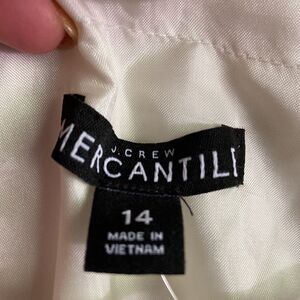 J.CREW
MERCANTIL
14
MADE IN
VIETNAM